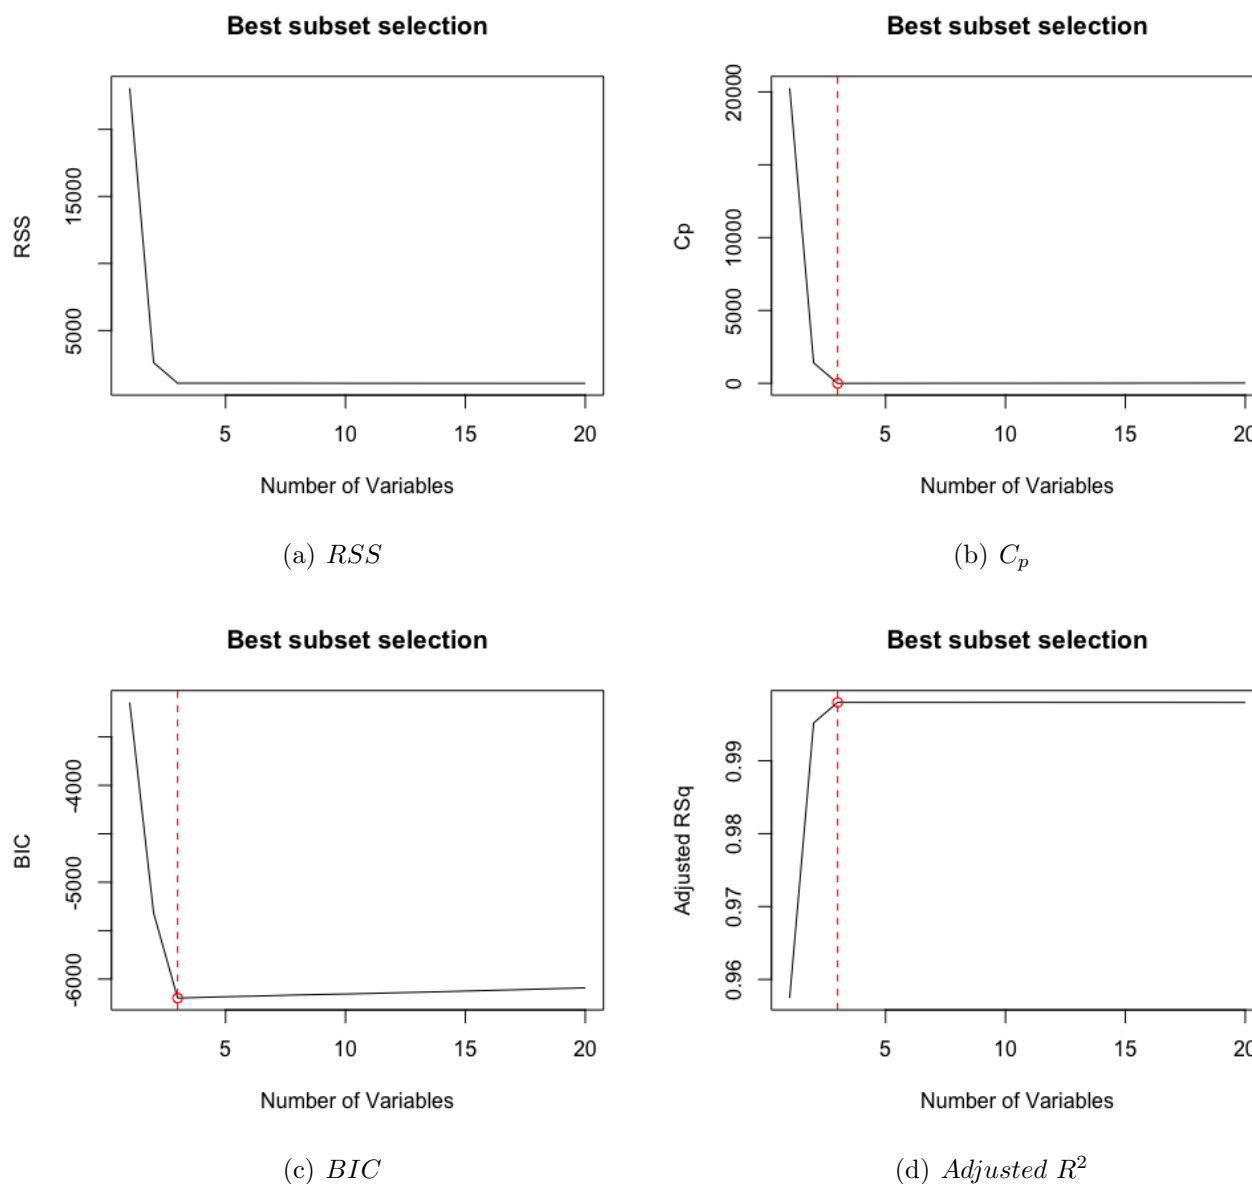 Best subset selection
RSS
5000
15000
5
10
15
20
Number of Variables
(a) RSS
Best subset selection
Cp
0
5000
10000
20000
5
10
15
20
Number of Variables
(b) Cₚ
Best subset selection
BIC
-6000
-5000
-4000
5
10
15
20
Number of Variables
(c) BIC
Best subset selection
Adjusted RSq
0.96
0.97
0.98
0.99
5
10
15
20
Number of Variables
(d) Adjusted R²